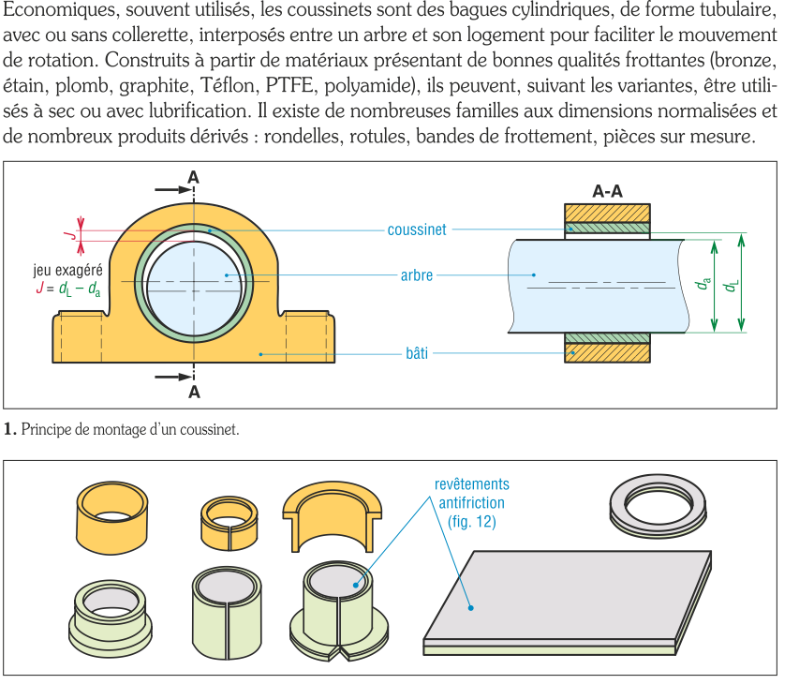 Economiques, souvent utilisés, les coussinets sont des bagues cylindriques, de forme tubulaire,
avec ou sans collerette, interposés entre un arbre et son logement pour faciliter le mouvement
de rotation. Construits à partir de matériaux présentant de bonnes qualités frottantes (bronze,
étain, plomb, graphite, Téflon, PTFE, polyamide), ils peuvent, suivant les variantes, être utili-
sés à sec ou avec lubrification. Il existe de nombreuses familles aux dimensions normalisées et
de nombreux produits dérivés : rondelles, rotules, bandes de frottement, pièces sur mesure.
A
A-A
J
coussinet
jeu exagéré
J = dL – da
arbre
da
dL
bâti
A
1. Principe de montage d'un coussinet.
revêtements
antifriction
(fig. 12)